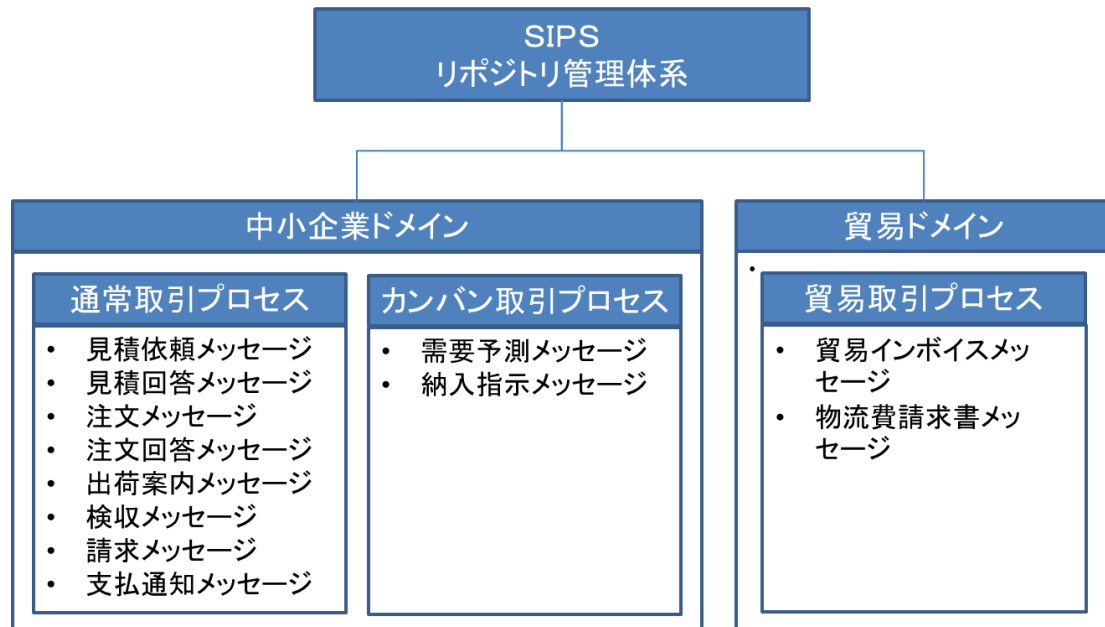 SIPS
リポジトリ管理体系
中小企業ドメイン
通常取引プロセス
• 見積依頼メッセージ
• 見積回答メッセージ
• 注文メッセージ
• 注文回答メッセージ
• 出荷案内メッセージ
• 検収メッセージ
• 請求メッセージ
• 支払通知メッセージ
カンバン取引プロセス
• 需要予測メッセージ
• 納入指示メッセージ
貿易ドメイン
•
貿易取引プロセス
• 貿易インボイスメッ
セージ
• 物流費請求書メッ
セージ